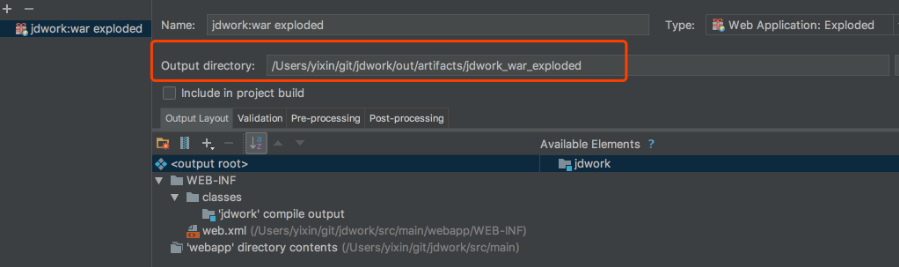 jdwork:war exploded
Name: jdwork:war exploded Type: Web Application: Exploded
Output directory: /Users/yixin/git/jdwork/out/artifacts/jdwork_war_exploded
Include in project build
Output Layout Validation Pre-processing Post-processing
Available Elements ?
<output root> jdwork
WEB-INF
classes
'jdwork' compile output
web.xml (/Users/yixin/git/jdwork/src/main/webapp/WEB-INF)
'webapp' directory contents (/Users/yixin/git/jdwork/src/main)